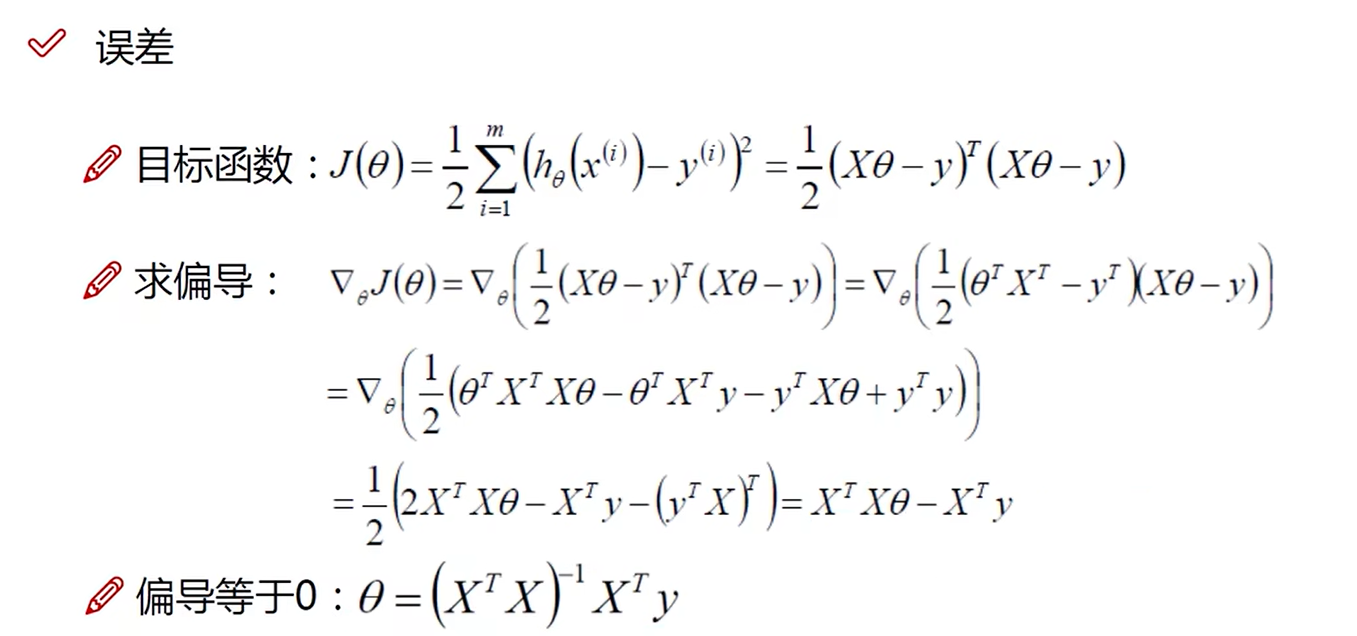 误差
目标函数：J(θ) = 1/2 ∑_{i=1}^{m} (h_θ(x^{(i)}) − y^{(i)})^2 = 1/2 (Xθ − y)^T (Xθ − y)
求偏导： ∇_θ J(θ) = ∇_θ (1/2 (Xθ − y)^T (Xθ − y)) = ∇_θ (1/2 (θ^T X^T − y^T)(Xθ − y))
= ∇_θ (1/2 (θ^T X^T Xθ − θ^T X^T y − y^T Xθ + y^T y))
= 1/2 (2X^T Xθ − X^T y − (y^T X)^T) = X^T Xθ − X^T y
偏导等于0：θ = (X^T X)^{−1} X^T y